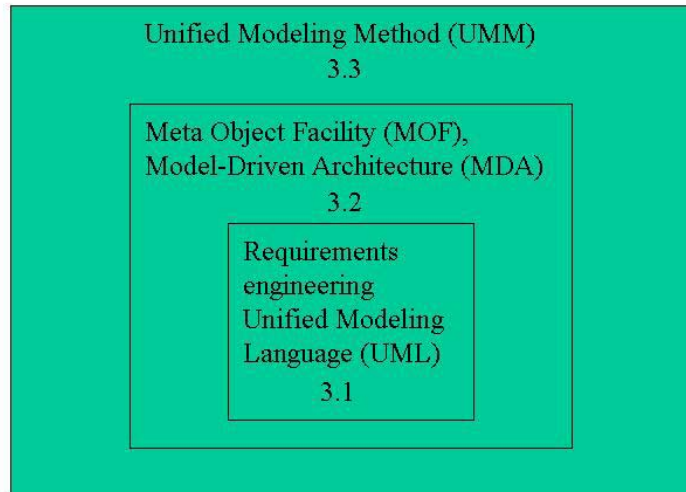 Unified Modeling Method (UMM)
3.3
Meta Object Facility (MOF),
Model-Driven Architecture (MDA)
3.2
Requirements
engineering
Unified Modeling
Language (UML)
3.1